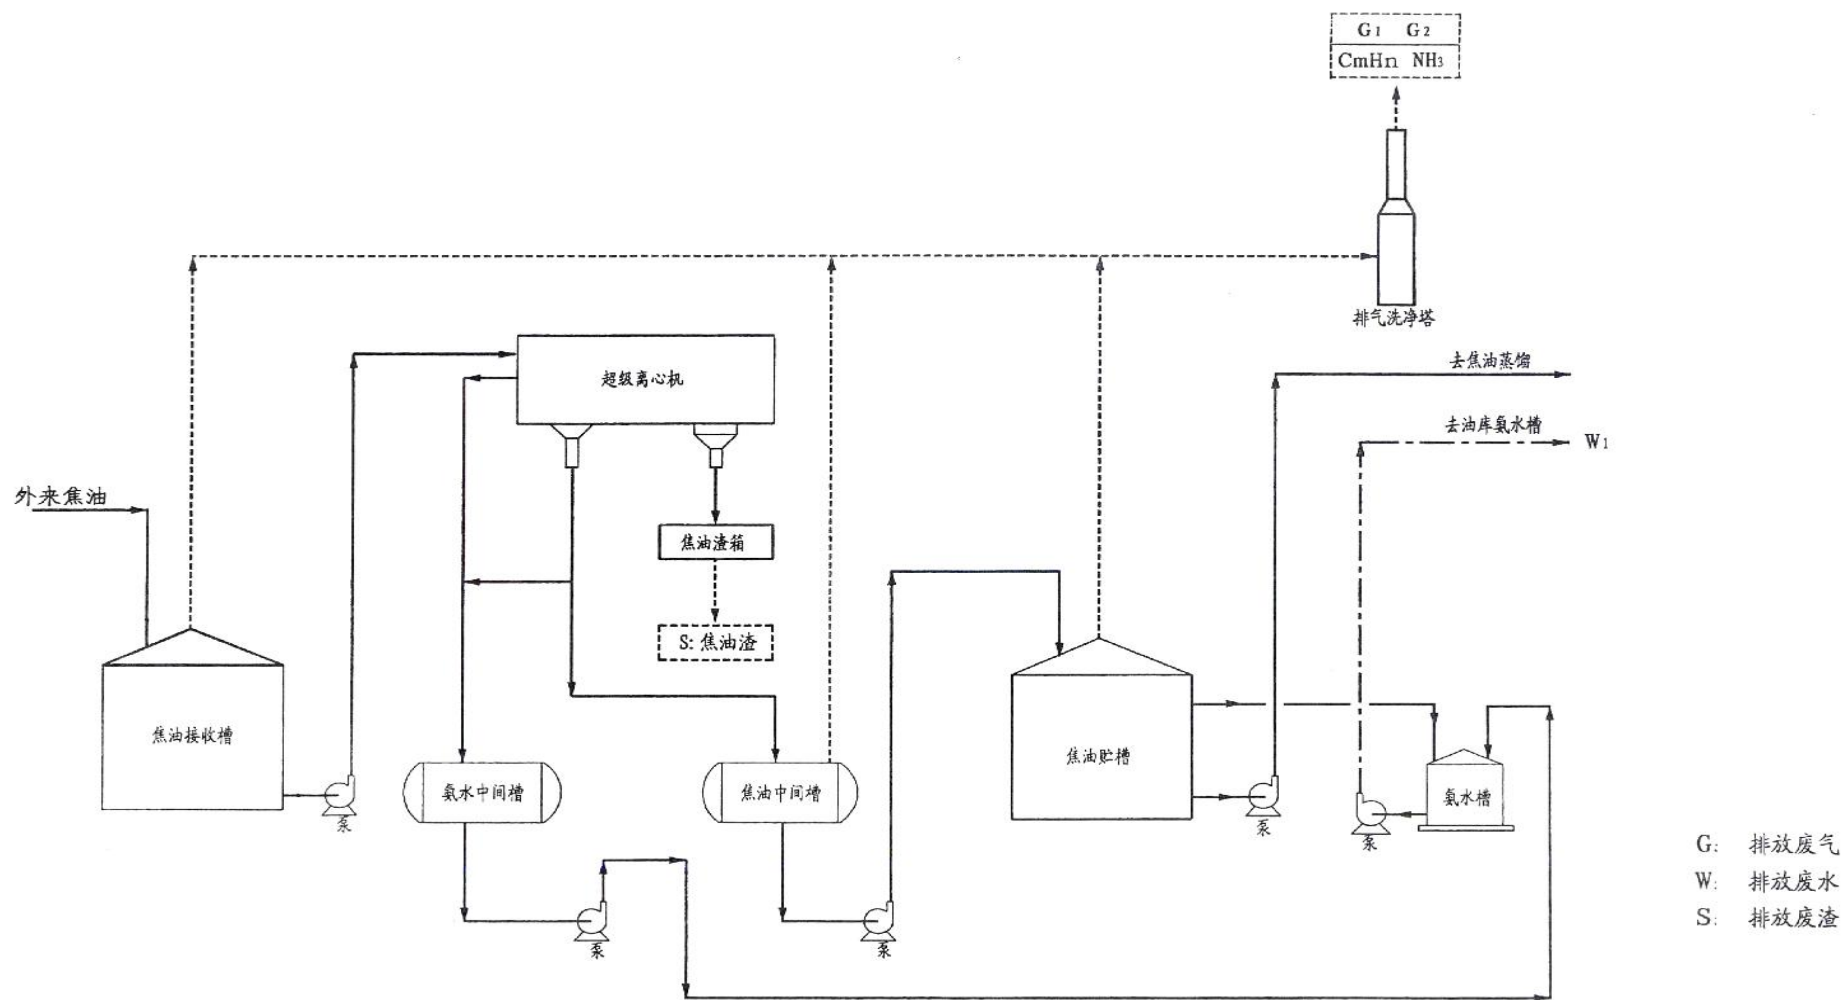 G1 G2
CmHn NH3
排气洗净塔
去焦油蒸馏
超级离心机
去油库氨水槽
W1
外来焦油
焦油渣箱
S: 焦油渣
焦油接收槽
焦油贮槽
氨水中间槽
焦油中间槽
氨水槽
泵
泵
泵
G: 排放废气
W: 排放废水
S: 排放废渣
泵
泵